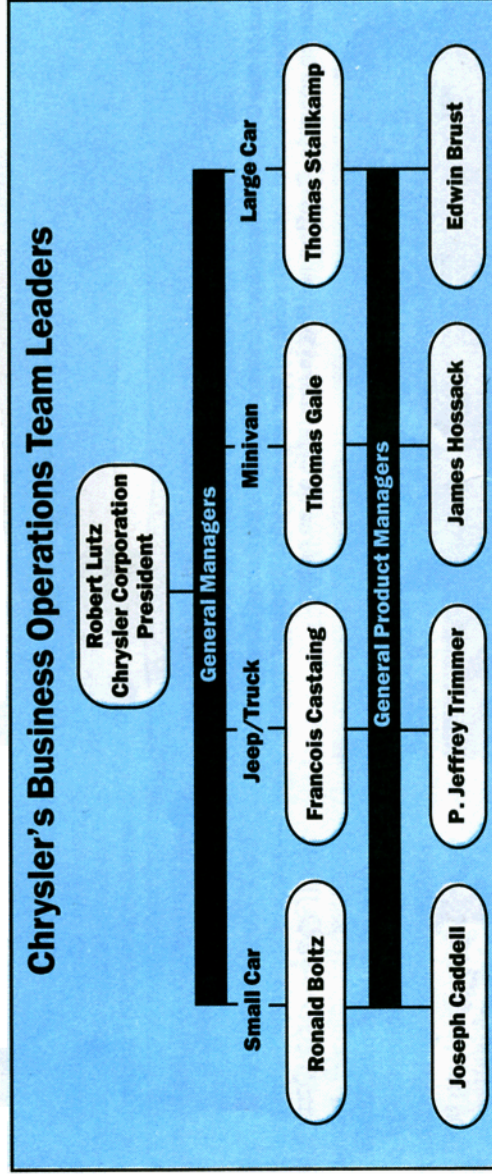 Chrysler's Business Operations Team Leaders
Robert Lutz
Chrysler Corporation
President
General Managers
Small Car
Jeep/Truck
Minivan
Large Car
Ronald Boltz
Francois Castaing
Thomas Gale
Thomas Stallkamp
General Product Managers
Joseph Caddell
P. Jeffrey Trimmer
James Hossack
Edwin Brust